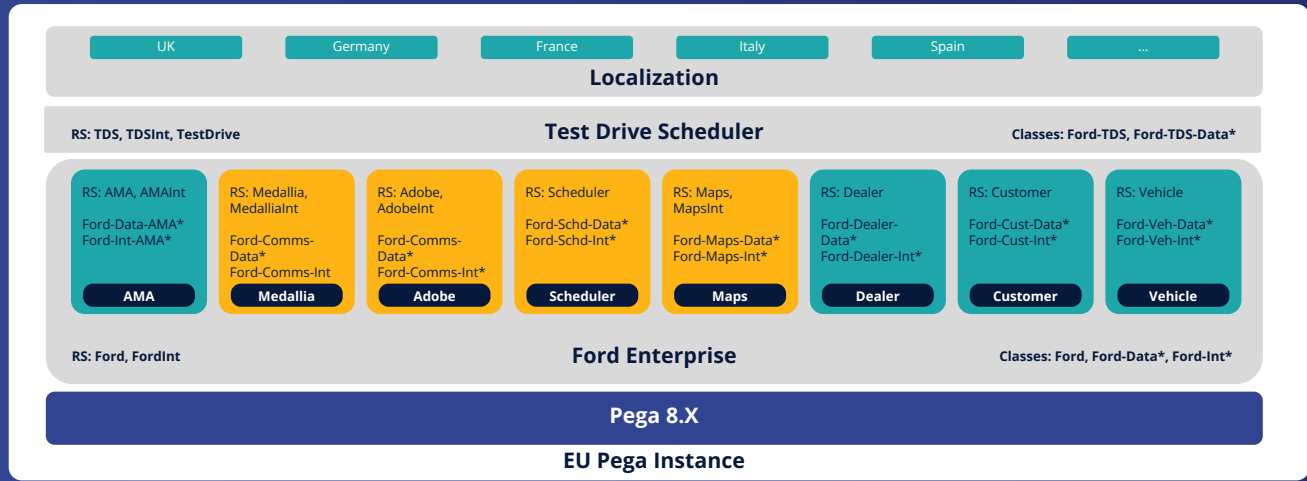 UK
Germany
France
Italy
Spain
...
Localization
RS: TDS, TDSInt, TestDrive
Test Drive Scheduler
Classes: Ford-TDS, Ford-TDS-Data*
RS: AMA, AMAInt
Ford-Data-AMA*
Ford-Int-AMA*
AMA
RS: Medallia,
MedalliaInt
Ford-Comms-
Data*
Ford-Comms-Int
Medallia
RS: Adobe,
AdobeInt
Ford-Comms-
Data*
Ford-Comms-Int*
Adobe
RS: Scheduler
Ford-Schd-Data*
Ford-Schd-Int*
Scheduler
RS: Maps,
MapsInt
Ford-Maps-Data*
Ford-Maps-Int*
Maps
RS: Dealer
Ford-Dealer-
Data*
Ford-Dealer-Int*
Dealer
RS: Customer
Ford-Cust-Data*
Ford-Cust-Int*
Customer
RS: Vehicle
Ford-Veh-Data*
Ford-Veh-Int*
Vehicle
RS: Ford, FordInt
Ford Enterprise
Classes: Ford, Ford-Data*, Ford-Int*
Pega 8.X
EU Pega Instance